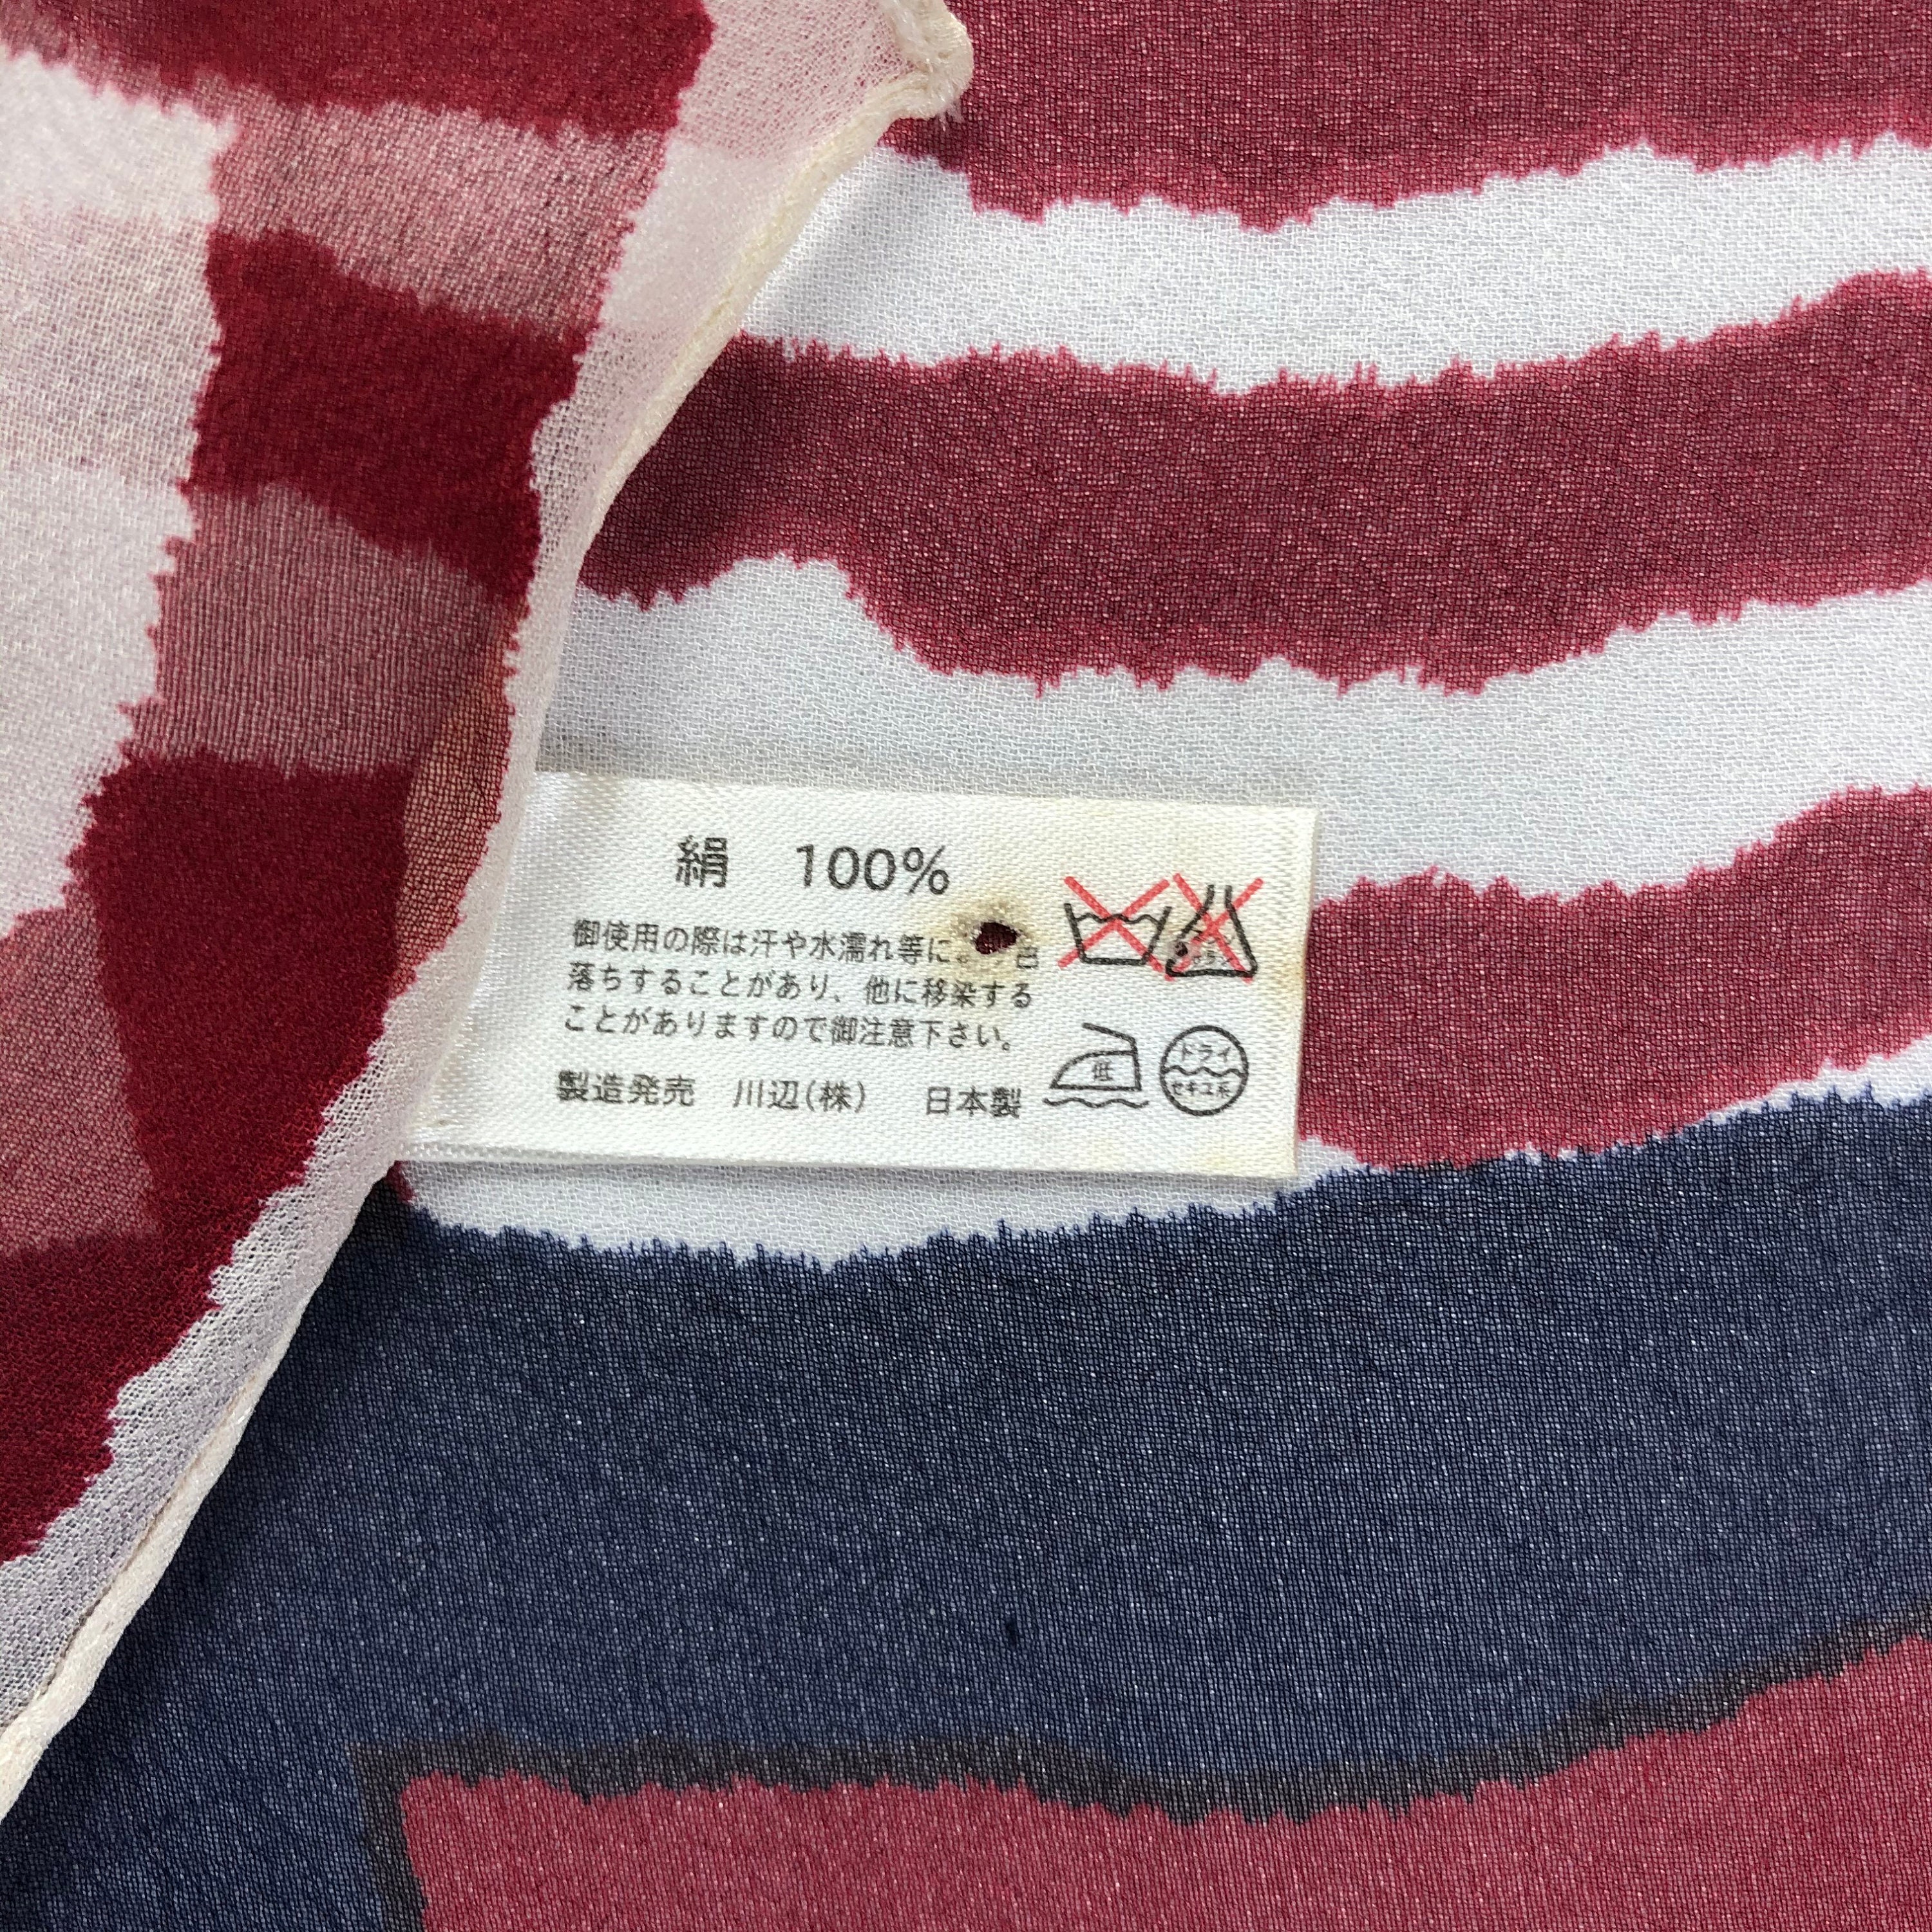 絹 100%
御使用の際は汗や水濡れ等に 色
落ちすることがあり、他に移染する
ことがありますので御注意下さい。
製造発売 川辺(株) 日本製
低
ドライ
セキユ系